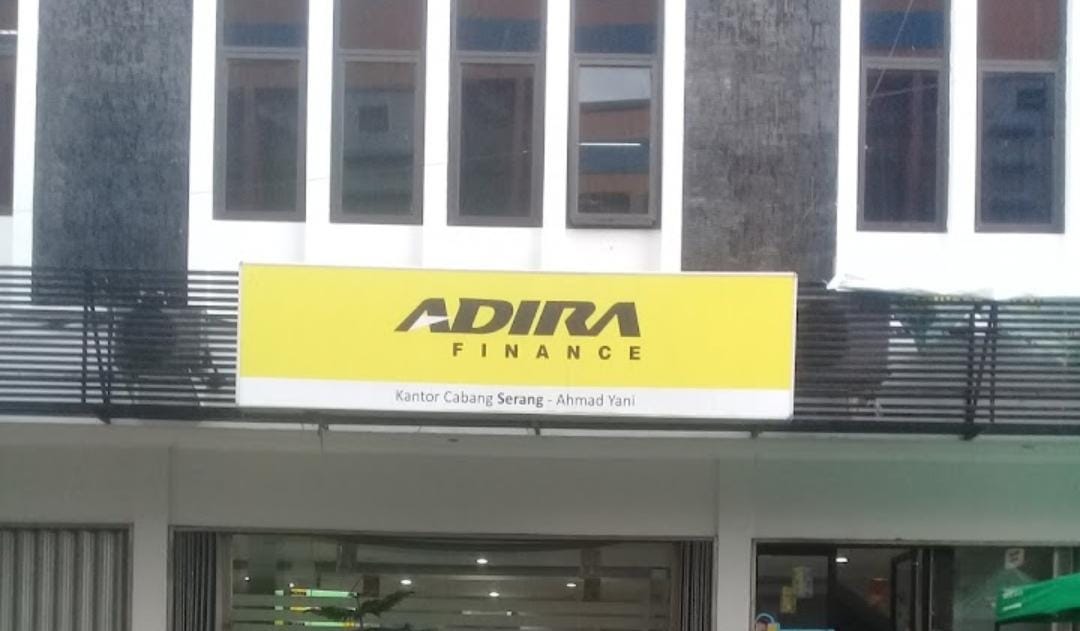 ADIRA
FINANCE
Kantor Cabang Serang - Ahmad Yani